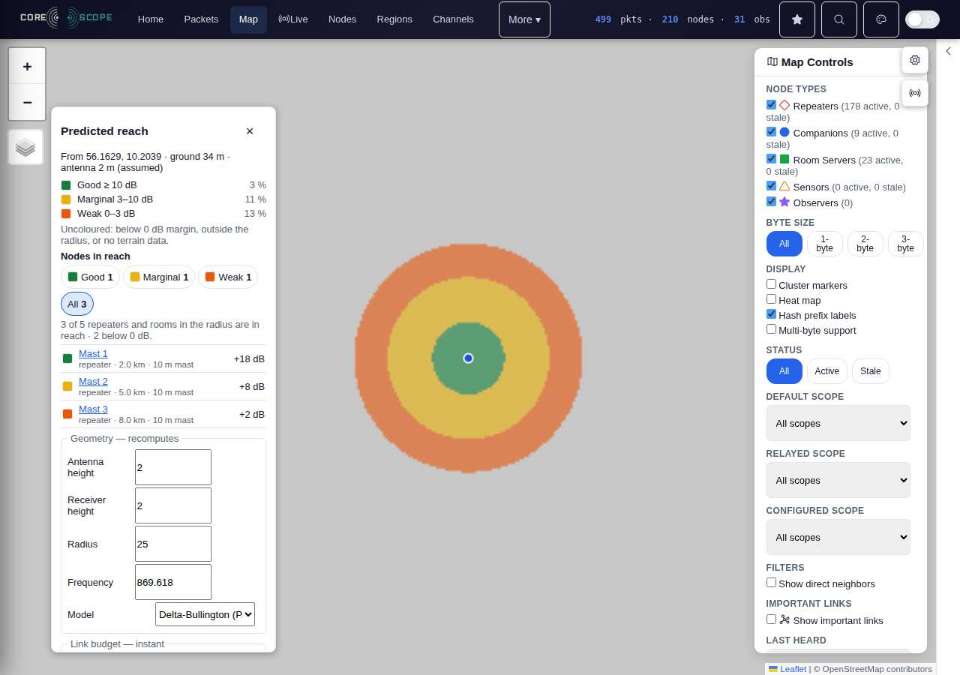 CORE SCOPE
Home
Packets
Map
Live
Nodes
Regions
Channels
More ▾
499 pkts · 210 nodes · 31 obs
+
−
Predicted reach
×
From 56.1629, 10.2039 · ground 34 m ·
antenna 2 m (assumed)
Good ≥ 10 dB 3 %
Marginal 3–10 dB 11 %
Weak 0–3 dB 13 %
Uncoloured: below 0 dB margin, outside the
radius, or no terrain data.
Nodes in reach
Good 1
Marginal 1
Weak 1
All 3
3 of 5 repeaters and rooms in the radius are in
reach · 2 below 0 dB.
Mast 1
repeater · 2.0 km · 10 m mast
+18 dB
Mast 2
repeater · 5.0 km · 10 m mast
+8 dB
Mast 3
repeater · 8.0 km · 10 m mast
+2 dB
Geometry — recomputes
Antenna
height
2
Receiver
height
2
Radius
25
Frequency
869.618
Model
Delta-Bullington (P
Link budget — instant
Map Controls
NODE TYPES
Repeaters (178 active, 0
stale)
Companions (9 active, 0
stale)
Room Servers (23 active,
0 stale)
Sensors (0 active, 0 stale)
Observers (0)
BYTE SIZE
All
1-
byte
2-
byte
3-
byte
DISPLAY
Cluster markers
Heat map
Hash prefix labels
Multi-byte support
STATUS
All
Active
Stale
DEFAULT SCOPE
All scopes
RELAYED SCOPE
All scopes
CONFIGURED SCOPE
All scopes
FILTERS
Show direct neighbors
IMPORTANT LINKS
Show important links
LAST HEARD
Leaflet | © OpenStreetMap contributors